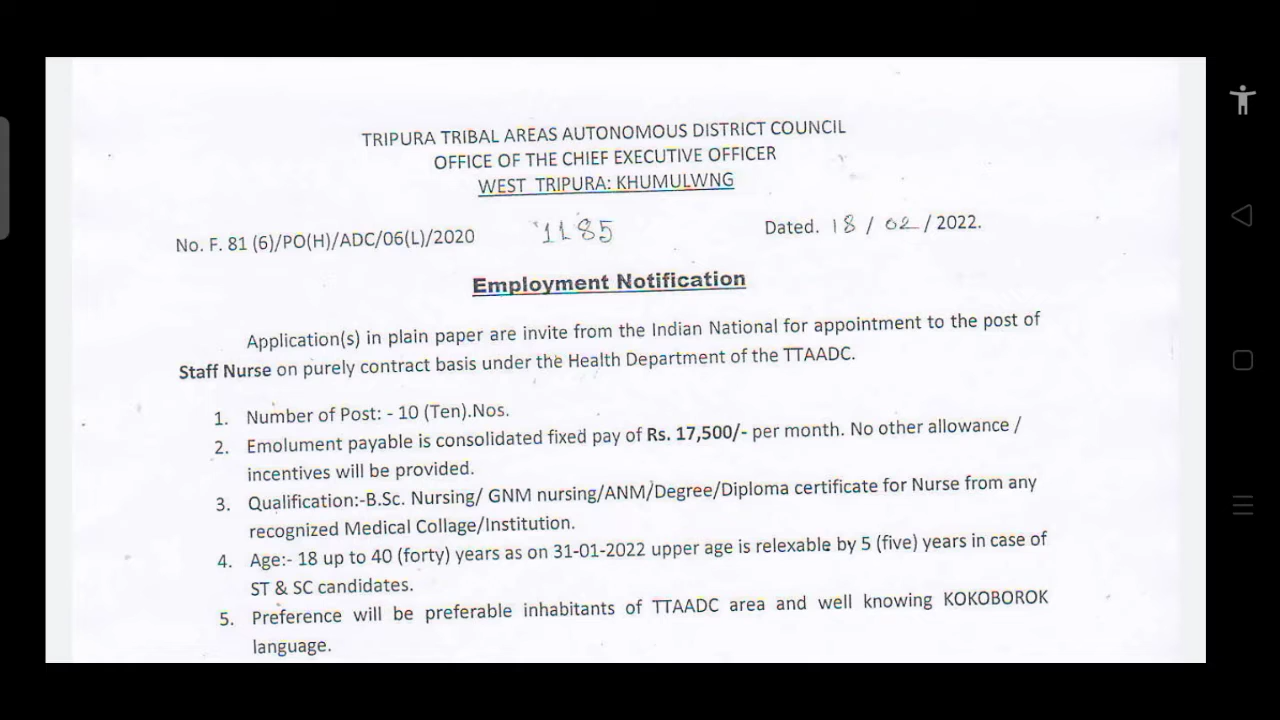 TRIPURA TRIBAL AREAS AUTONOMOUS DISTRICT COUNCIL
OFFICE OF THE CHIEF EXECUTIVE OFFICER
WEST TRIPURA: KHUMULWNG
No. F. 81 (6)/PO(H)/ADC/06(L)/2020 1185 Dated. 18 / 02 / 2022.
Employment Notification
Application(s) in plain paper are invite from the Indian National for appointment to the post of
Staff Nurse on purely contract basis under the Health Department of the TTAADC.
1. Number of Post: - 10 (Ten).Nos.
2. Emolument payable is consolidated fixed pay of Rs. 17,500/- per month. No other allowance /
incentives will be provided.
3. Qualification:-B.Sc. Nursing/ GNM nursing/ANM/Degree/Diploma certificate for Nurse from any
recognized Medical Collage/Institution.
4. Age:- 18 up to 40 (forty) years as on 31-01-2022 upper age is relexable by 5 (five) years in case of
ST & SC candidates.
5. Preference will be preferable inhabitants of TTAADC area and well knowing KOKOBOROK
language.